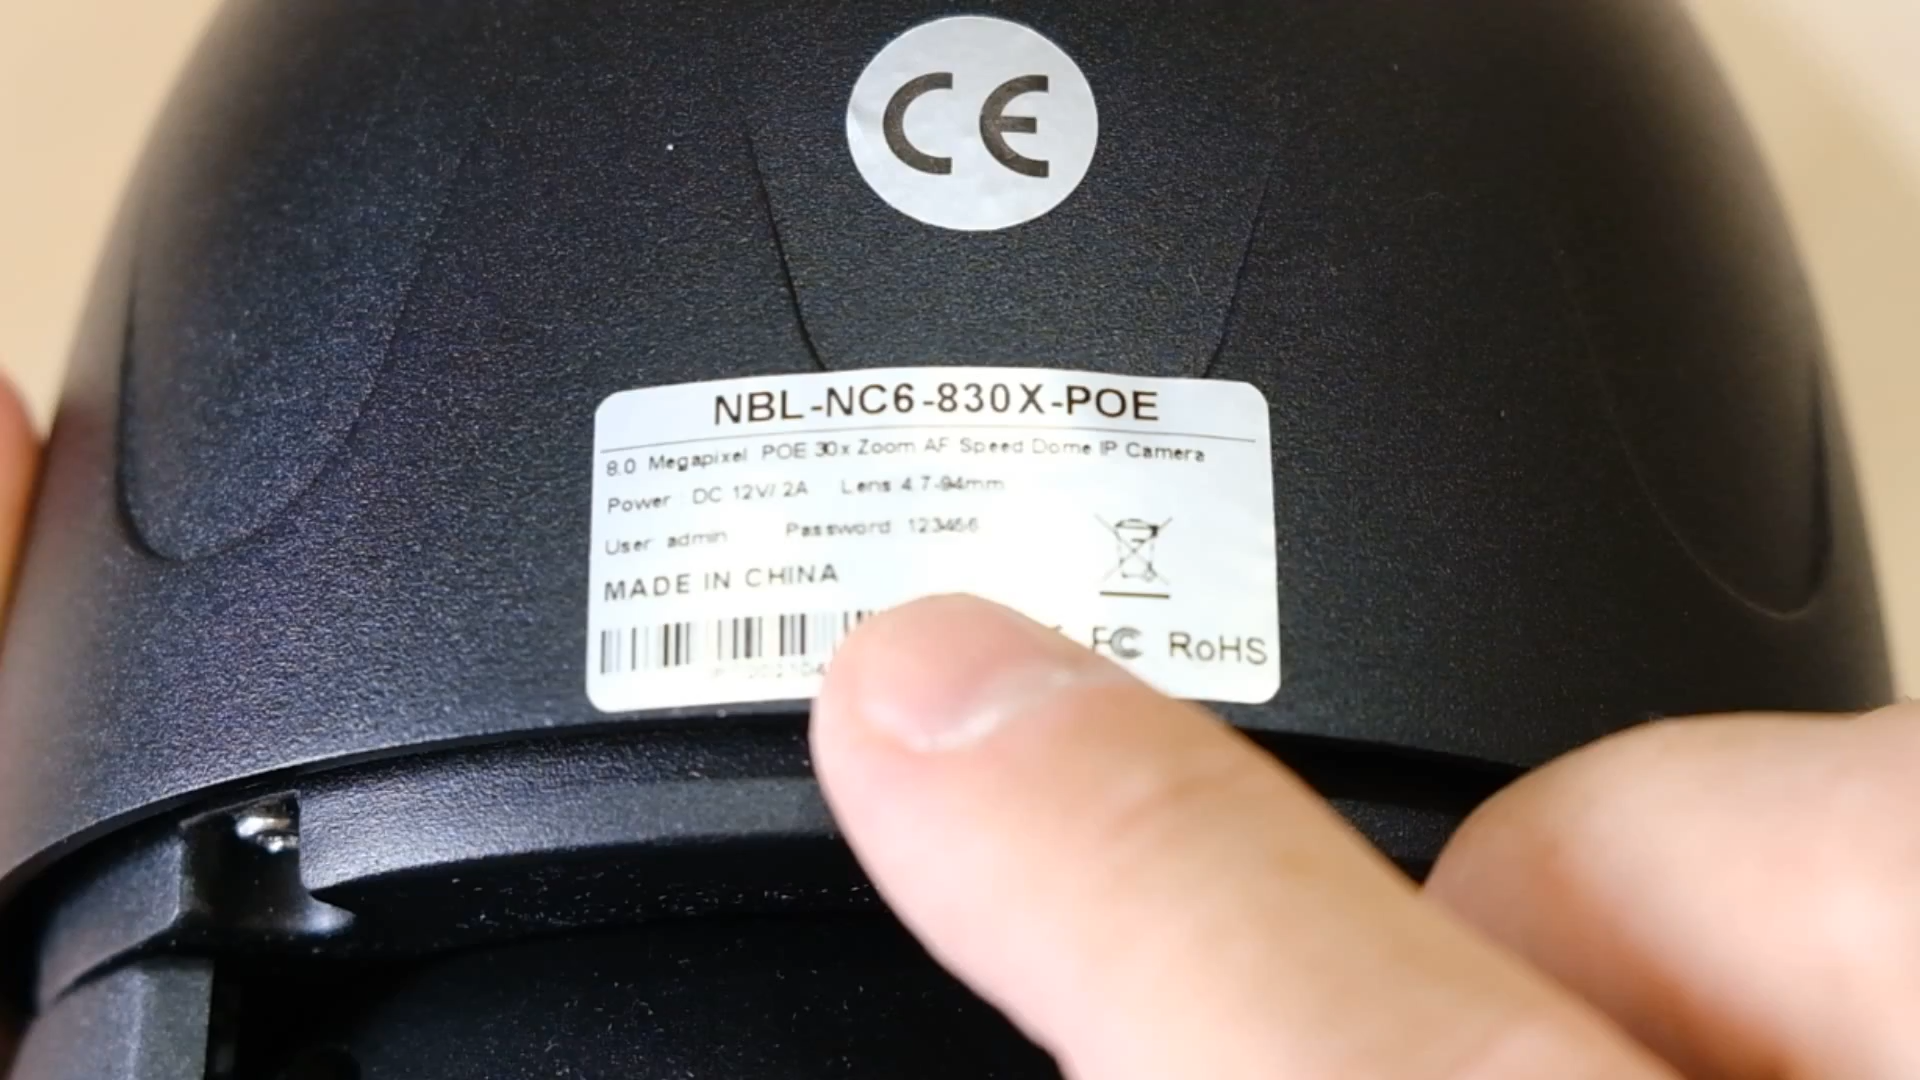 CE
NBL-NC6-830X-POE
8.0 Megapixel POE 30x Zoom AF Speed Dome IP Camera
Power DC 12V/2A Lens 4.7-94mm
User admin Password 123456
MADE IN CHINA
FC RoHS